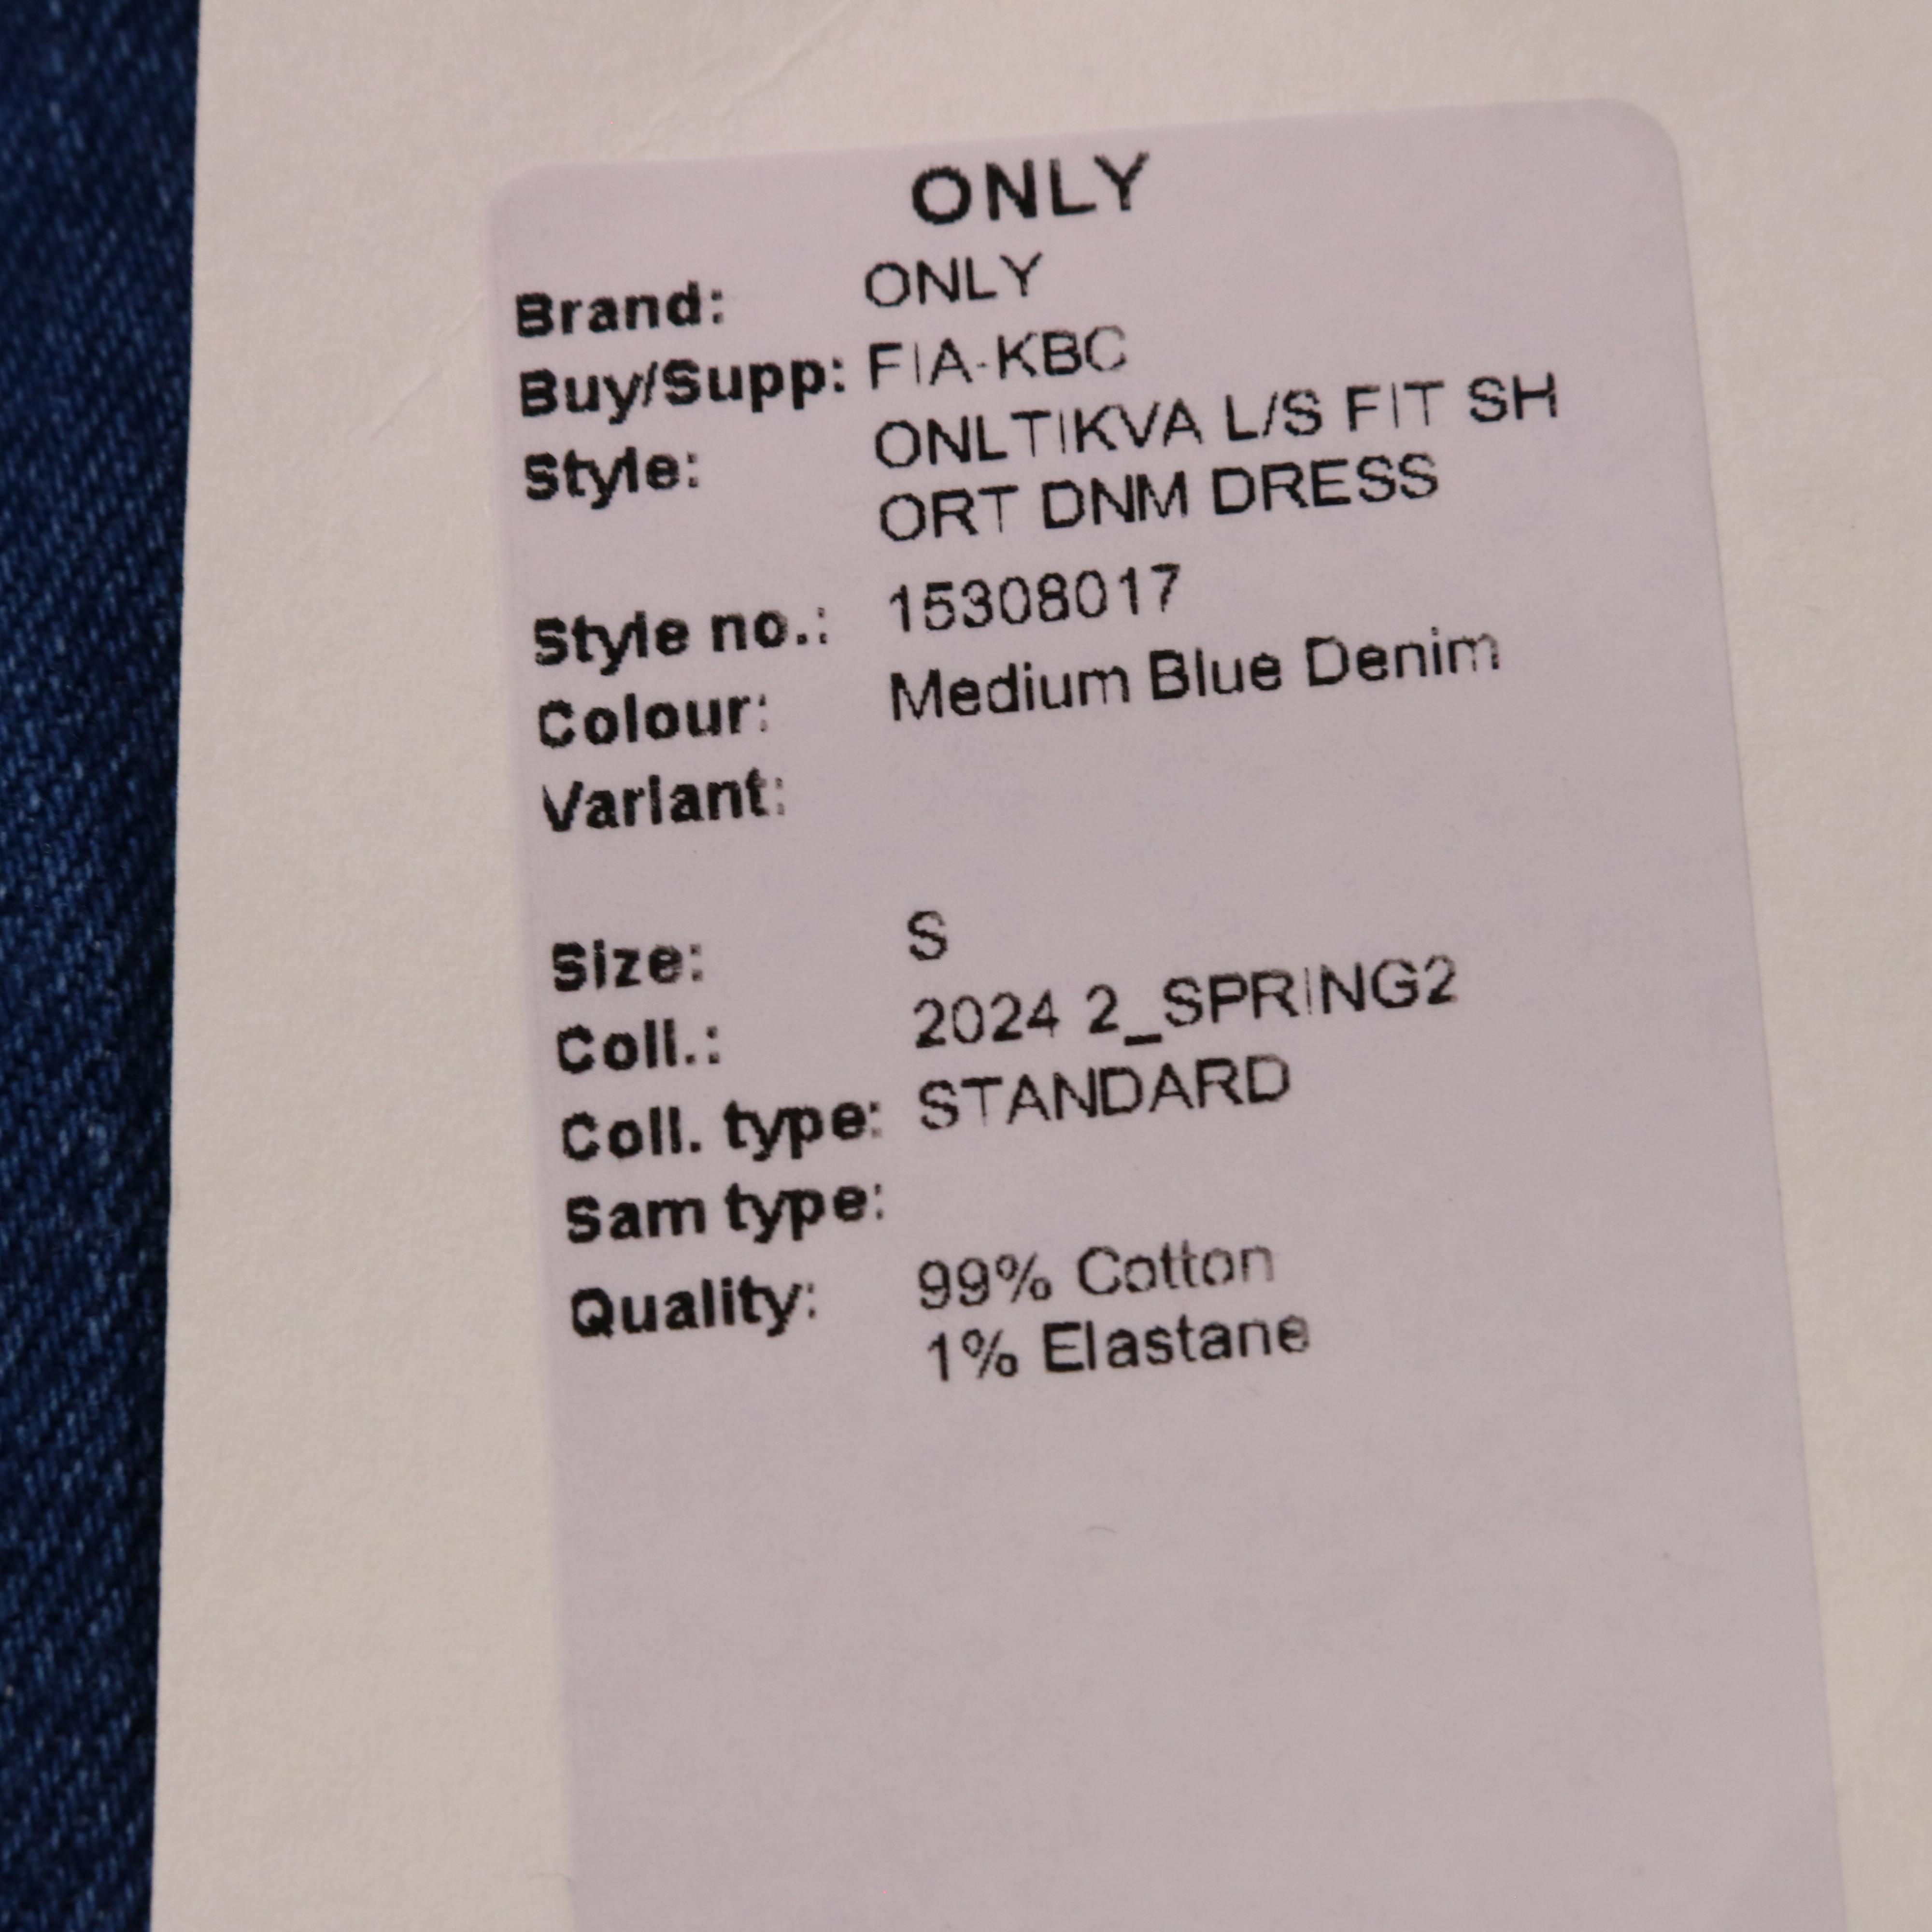 ONLY
Brand: ONLY
Buy/Supp: FIA-KBC
Style: ONLTIKVA L/S FIT SH
ORT DNM DRESS
Style no.: 15308017
Colour: Medium Blue Denim
Variant:
Size: S
Coll.: 2024 2_SPRING2
Coll. type: STANDARD
Sam type:
Quality: 99% Cotton
1% Elastane